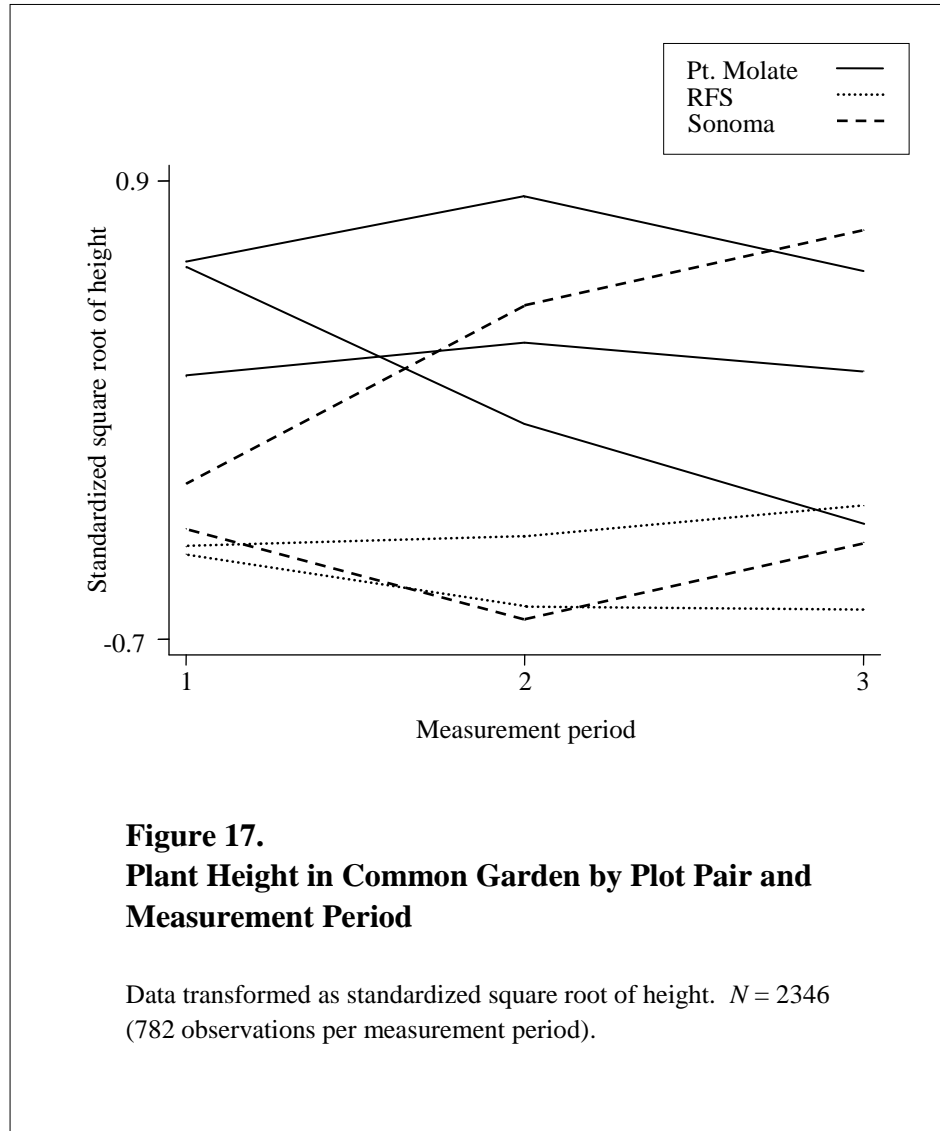 Pt. Molate
RFS
Sonoma
0.9
Standardized square root of height
-0.7
1 2 3
Measurement period
Figure 17.
Plant Height in Common Garden by Plot Pair and
Measurement Period
Data transformed as standardized square root of height. N = 2346
(782 observations per measurement period).